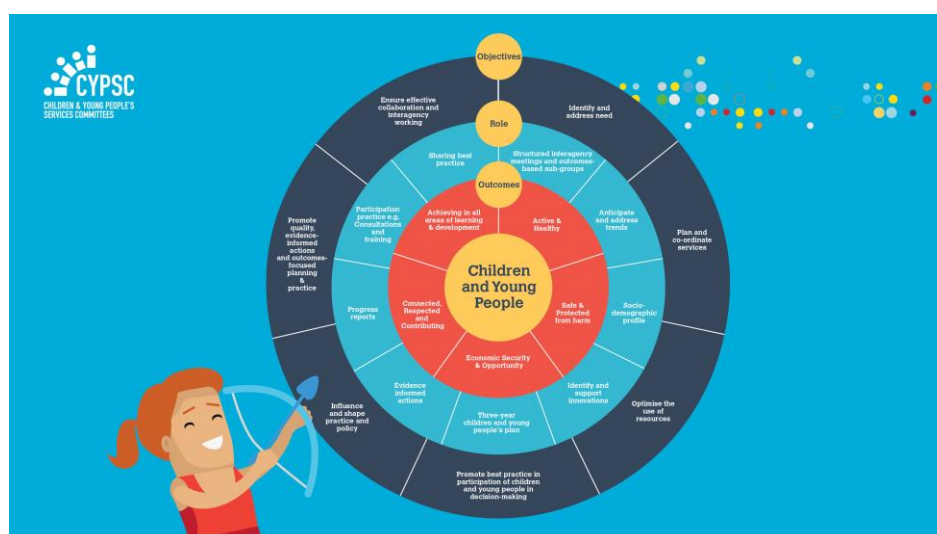 CYPSC
CHILDREN & YOUNG PEOPLE'S
SERVICES COMMITTEES
Objectives
Ensure effective
collaboration and
interagency
working
Identify and
address need
Plan and
co-ordinate
services
Optimise the
use of
resources
Promote best practice in
participation of children
and young people in
decision-making
Influence
and shape
practice and
policy
Promote
quality,
evidence-
informed
actions
and outcomes-
focused
planning
&
practice
Role
Sharing best
practice
Structured interagency
meetings and outcomes-
based sub-groups
Anticipate
and address
trends
Socio-
demographic
profile
Identify and
support
innovations
Three-year
children and young
people's plan
Evidence
informed
actions
Progress
reports
Participation
practice e.g.
Consultations
and
training
Outcomes
Achieving in all
areas of learning
& development
Active &
Healthy
Safe &
Protected
from harm
Economic Security
& Opportunity
Connected,
Respected
and
Contributing
Children
and Young
People